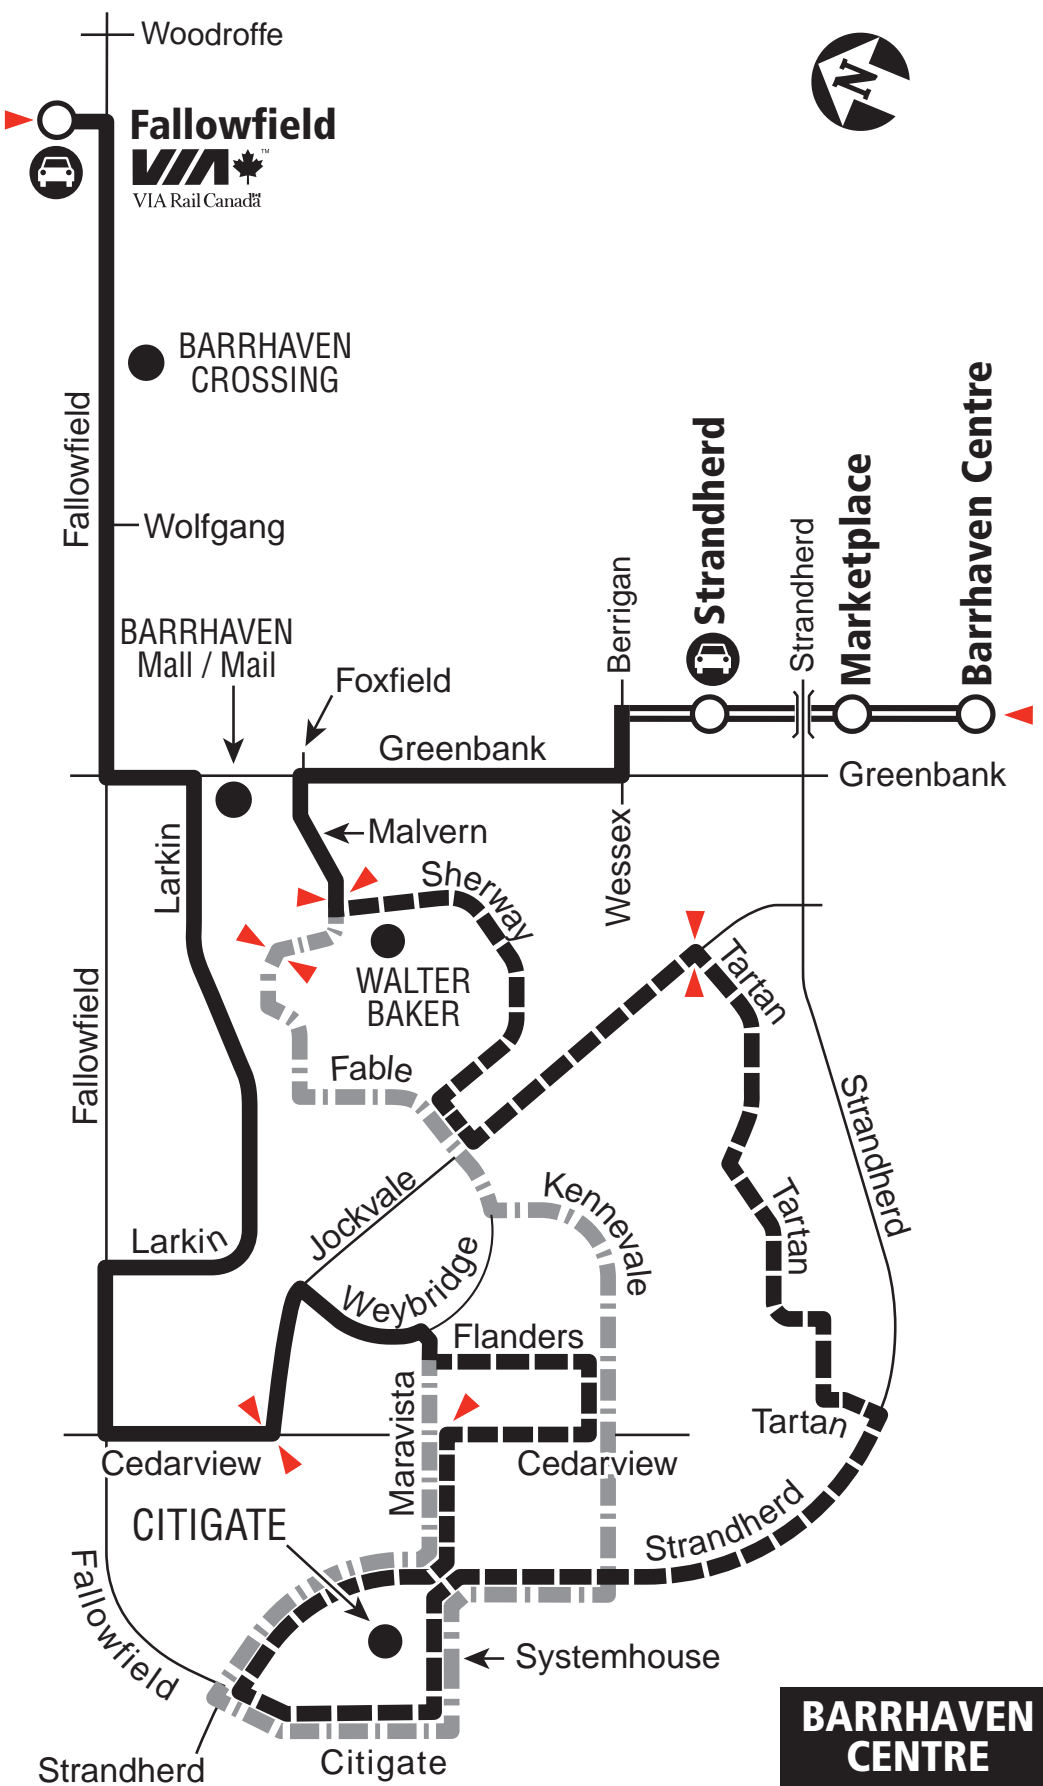 Woodroffe
N
Fallowfield
VIA
™
VIA Rail Canada
BARRHAVEN
CROSSING
Fallowfield
Wolfgang
Strandherd
Marketplace
Barrhaven Centre
Strandherd
Berrigan
BARRHAVEN
Mall / Mail
Foxfield
Greenbank
Greenbank
Larkin
Malvern
Wessex
Sherway
WALTER
BAKER
Tartan
Fallowfield
Fable
Strandherd
Jockvale
Kennevale
Tartan
Larkin
Weybridge
Flanders
Maravista
Tartan
Cedarview
Cedarview
CITIGATE
Strandherd
Fallowfield
Systemhouse
Citigate
Strandherd
BARRHAVEN
CENTRE